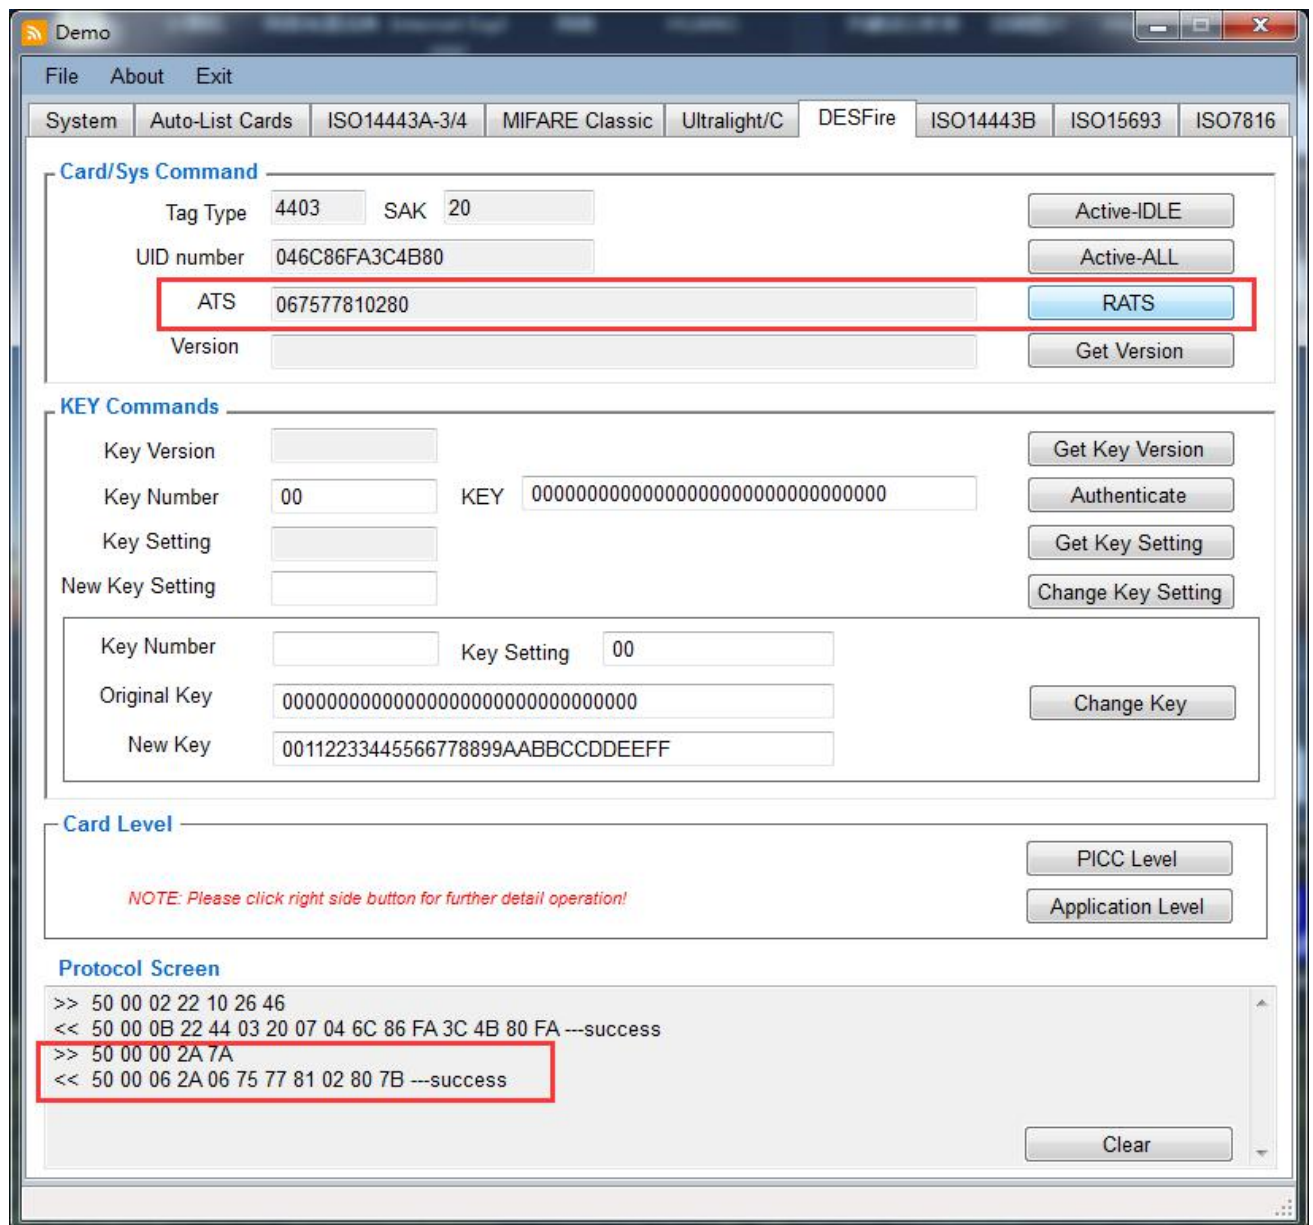 Demo
File About Exit
System Auto-List Cards ISO14443A-3/4 MIFARE Classic Ultralight/C DESFire ISO14443B ISO15693 ISO7816
Card/Sys Command
Tag Type 4403 SAK 20 Active-IDLE
UID number 046C86FA3C4B80 Active-ALL
ATS 067577810280 RATS
Version Get Version
KEY Commands
Key Version Get Key Version
Key Number 00 KEY 00000000000000000000000000000000 Authenticate
Key Setting Get Key Setting
New Key Setting Change Key Setting
Key Number Key Setting 00
Original Key 00000000000000000000000000000000 Change Key
New Key 00112233445566778899AABBCCDDEEFF
Card Level
PICC Level
NOTE: Please click right side button for further detail operation!
Application Level
Protocol Screen
>> 50 00 02 22 10 26 46
<< 50 00 0B 22 44 03 20 07 04 6C 86 FA 3C 4B 80 FA ---success
>> 50 00 00 2A 7A
<< 50 00 06 2A 06 75 77 81 02 80 7B ---success
Clear